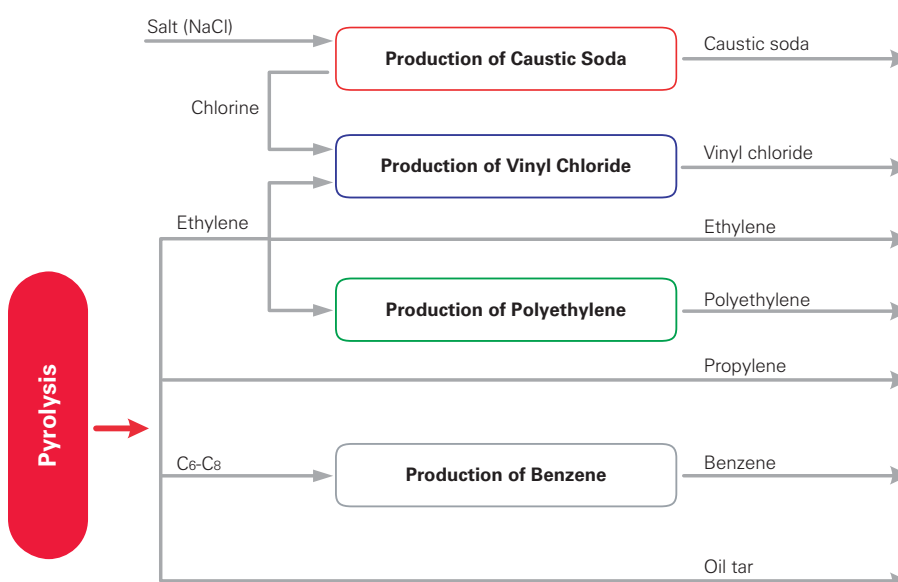 Salt (NaCl)
Production of Caustic Soda
Caustic soda
Chlorine
Production of Vinyl Chloride
Vinyl chloride
Ethylene
Ethylene
Production of Polyethylene
Polyethylene
Propylene
Pyrolysis
C6-C8
Production of Benzene
Benzene
Oil tar